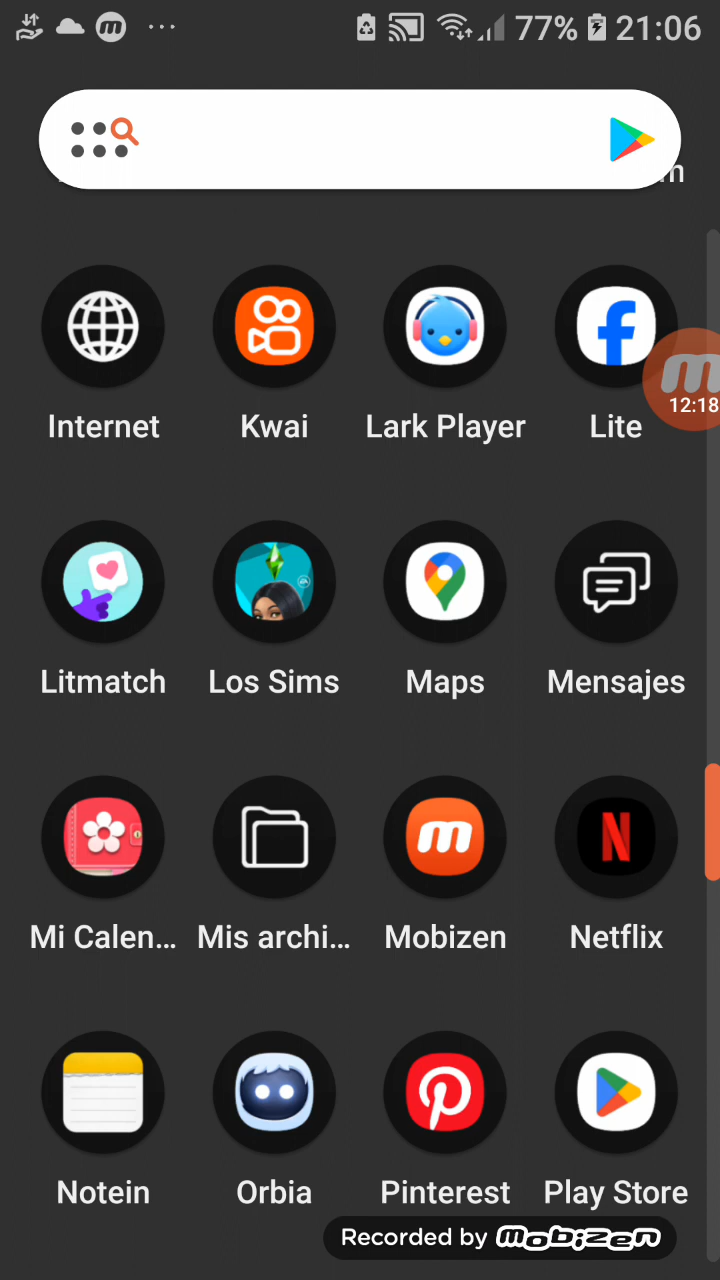 77% 21:06
Internet Kwai Lark Player Lite
12:18
Litmatch Los Sims Maps Mensajes
Mi Calen... Mis archi... Mobizen Netflix
Notein Orbia Pinterest Play Store
Recorded by mobizen